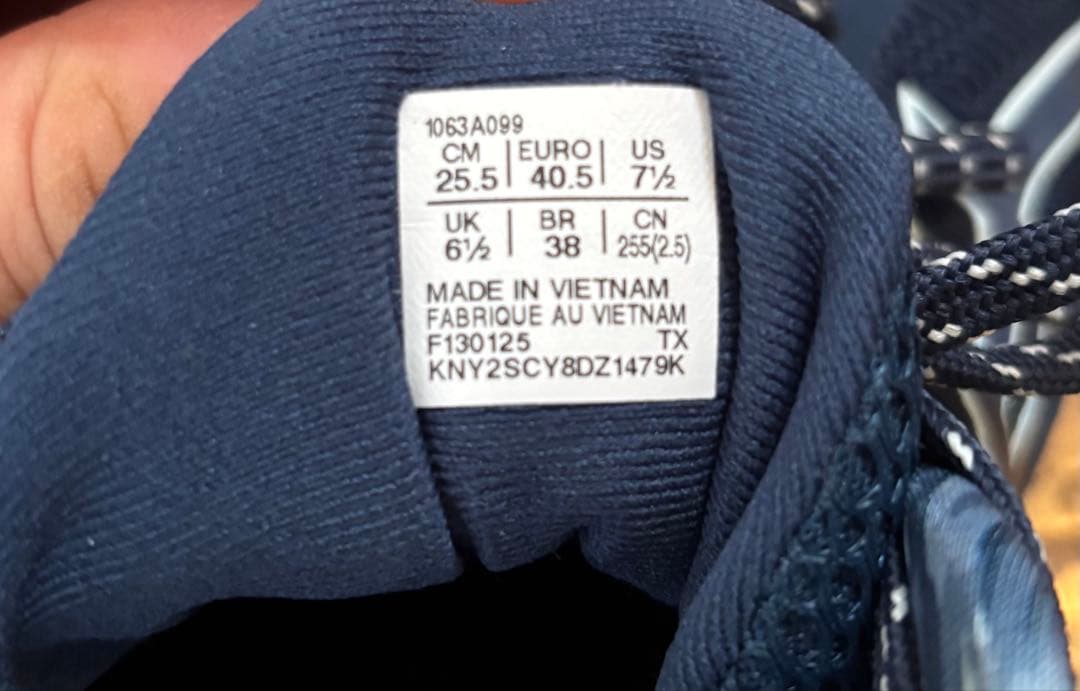 1063A099
CM | EURO | US
25.5 | 40.5 | 7½
UK | BR | CN
6½ | 38 | 255(2.5)
MADE IN VIETNAM
FABRIQUE AU VIETNAM
F130125 TX
KNY2SCY8DZ1479K